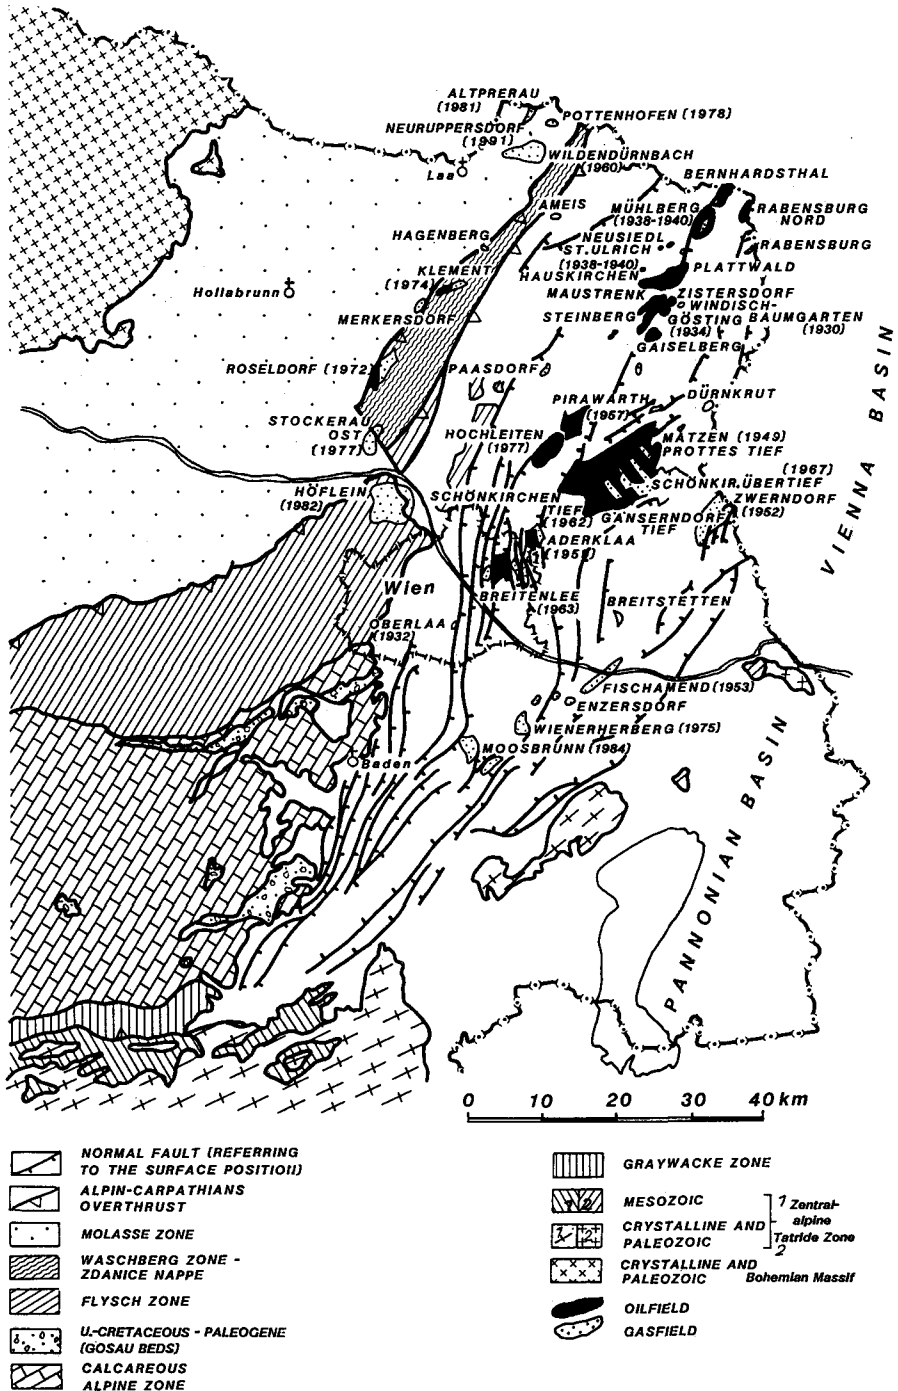 ALTPRERAU
(1981)
POTTENHOFEN (1978)
NEURUPPERSDORF
(1991)
WILDENDÜRNBACH
(1960)
Laa
BERNHARDSTHAL
AMEIS
MÜHLBERG
(1938-1940)
RABENSBURG
NORD
HAGENBERG
NEUSIEDL
ST.ULRICH
(1938-1940)
RABENSBURG
KLEMENT
(1974)
HAUSKIRCHEN
PLATTWALD
Hollabrunn
MAUSTRENK
ZISTERSDORF
WINDISCH-
GÖSTING
(1934)
MERKERSDORF
STEINBERG
BAUMGARTEN
(1930)
GAISELBERG
ROSELDORF (1972)
PAASDORF
VIENNA BASIN
PIRAWARTH
(1957)
DÜRNKRUT
STOCKERAU
OST
(1977)
HOCHLEITEN
(1977)
MATZEN (1949)
PROTTES TIEF
(1967)
SCHÖNKIR.ÜBERTIEF
HÖFLEIN
(1982)
SCHÖNKIRCHEN
TIEF
(1962)
GÄNSERNDORF
TIEF
ZWERNDORF
(1952)
ADERKLAA
Wien
BREITENLEE
(1963)
BREITSTETTEN
OBERLAA
(1932)
FISCHAMEND (1953)
ENZERSDORF
WIENERHERBERG (1975)
MOOSBRUNN (1984)
Baden
PANNONIAN BASIN
0 10 20 30 40 km
NORMAL FAULT (REFERRING
TO THE SURFACE POSITION)
ALPIN-CARPATHIANS
OVERTHRUST
MOLASSE ZONE
WASCHBERG ZONE -
ZDANICE NAPPE
FLYSCH ZONE
U.-CRETACEOUS - PALEOGENE
(GOSAU BEDS)
CALCAREOUS
ALPINE ZONE
GRAYWACKE ZONE
1 2
MESOZOIC
1 2
CRYSTALLINE AND
PALEOZOIC
1 Zentral-
alpine
Tatride Zone
2
CRYSTALLINE AND
PALEOZOIC
Bohemian Massif
OILFIELD
GASFIELD